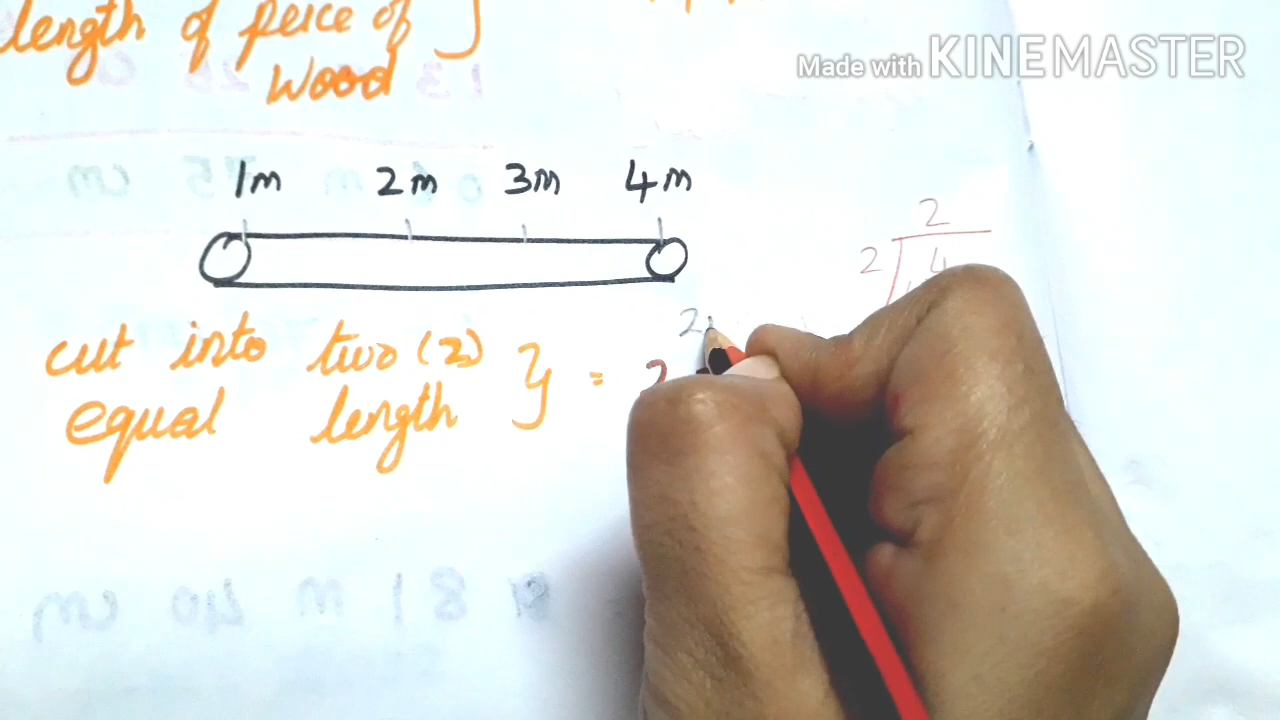 length of peice of }
Wood
Made with KINEMASTER
1m 2m 3m 4m
2
2 4
2
cut into two (2) } = 2
equal length